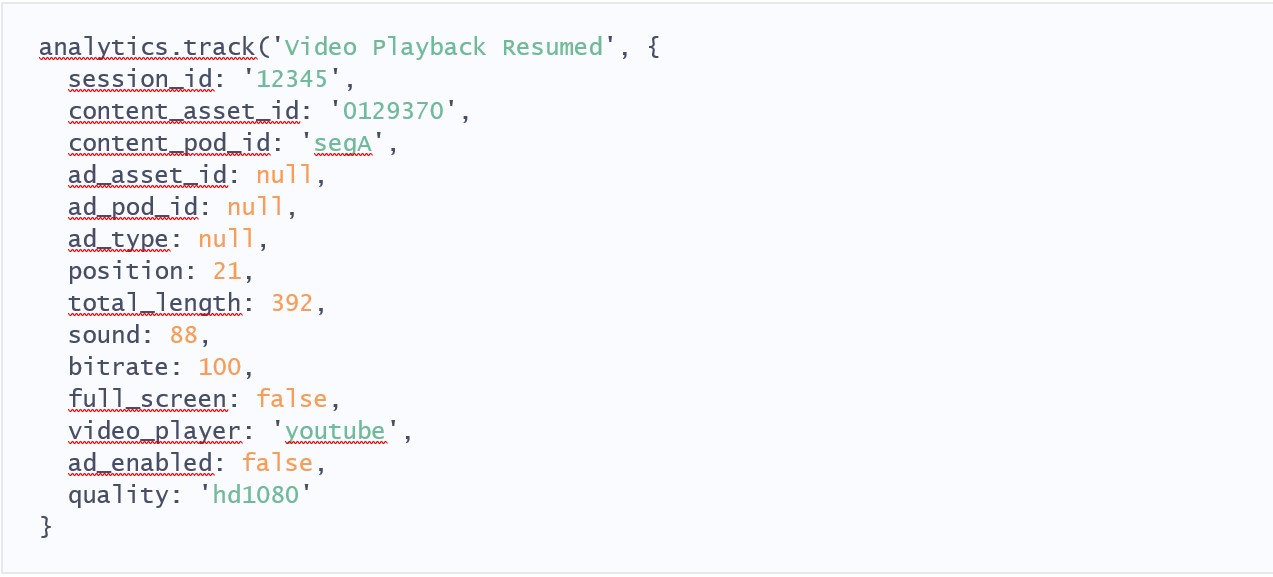 analytics.track('Video Playback Resumed', {
  session_id: '12345',
  content_asset_id: '0129370',
  content_pod_id: 'segA',
  ad_asset_id: null,
  ad_pod_id: null,
  ad_type: null,
  position: 21,
  total_length: 392,
  sound: 88,
  bitrate: 100,
  full_screen: false,
  video_player: 'youtube',
  ad_enabled: false,
  quality: 'hd1080'
}